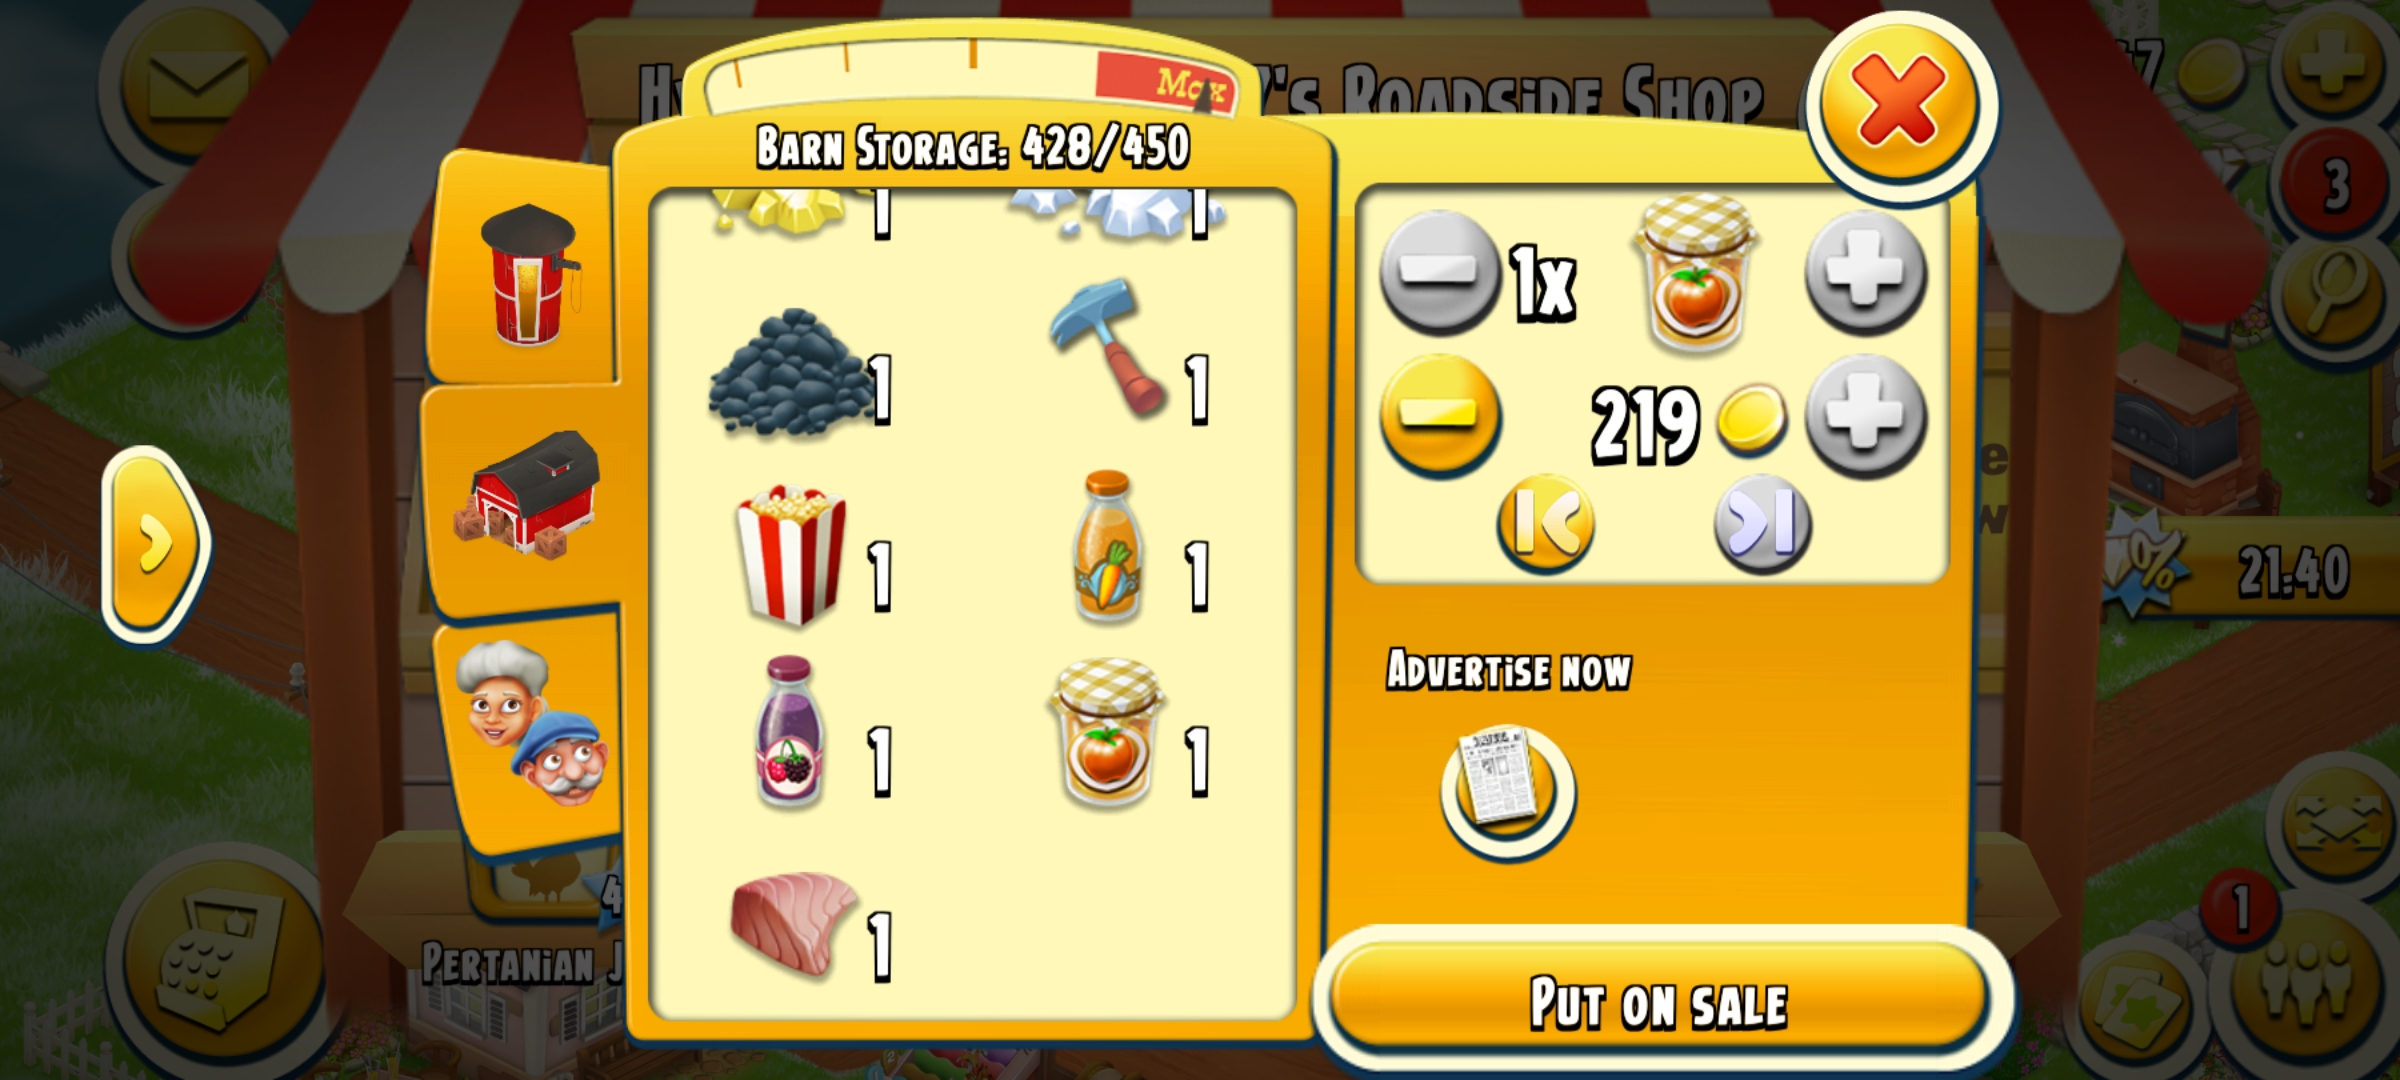 Max
'S ROADSIDE SHOP
BARN STORAGE: 428/450
3
1
1
1x
1
1
219
1
1
21:40
ADVERTISE NOW
1
1
1
1
PERTANIAN
PUT ON SALE